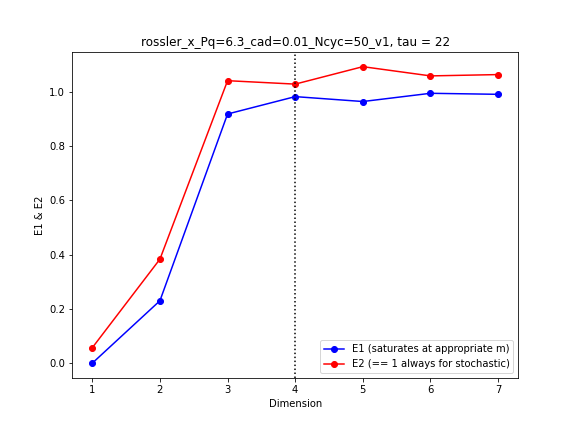 rossler_x_Pq=6.3_cad=0.01_Ncyc=50_v1, tau = 22
E1 & E2
1.0
0.8
0.6
0.4
0.2
0.0
E1 (saturates at appropriate m)
E2 (== 1 always for stochastic)
1 2 3 4 5 6 7
Dimension